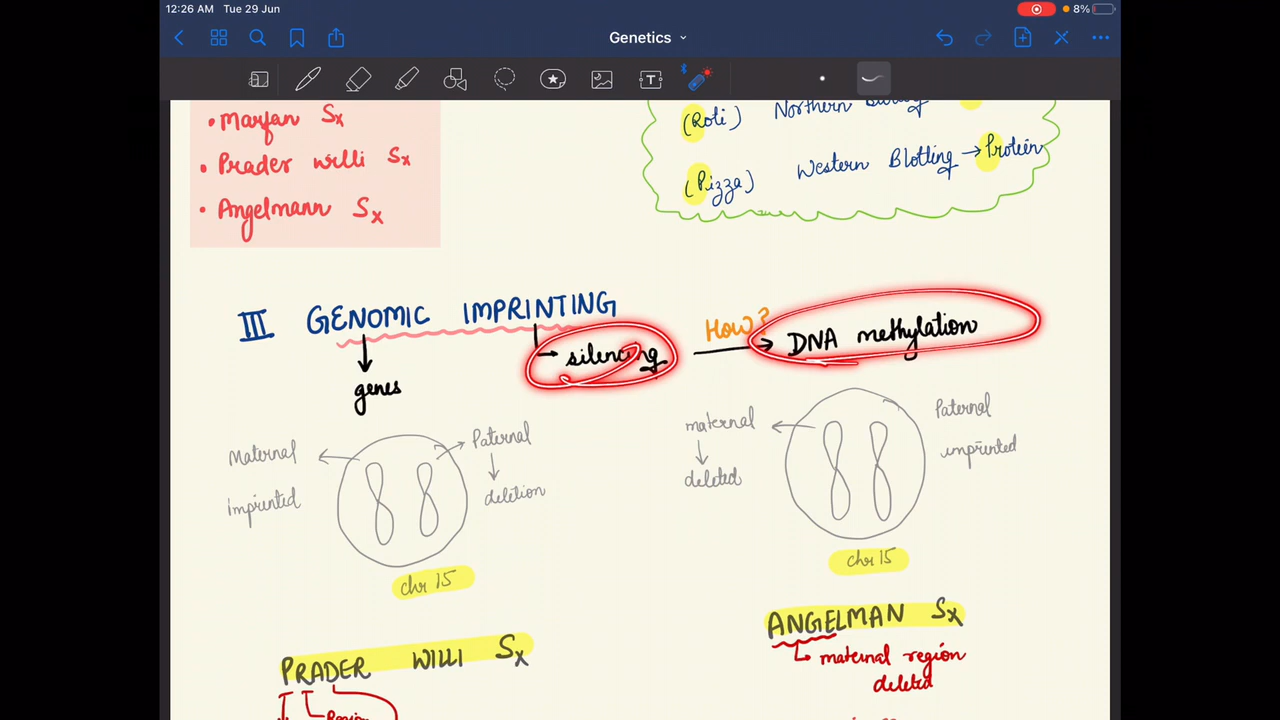 12:26 AM Tue 29 Jun
8%
Genetics
• Marfan Sx
• Prader willi Sx
• Angelmann Sx
(Roti) Northern
(Pizza) Western Blotting → Protein
III GENOMIC IMPRINTING
→ silencing
How?
→ DNA methylation
genes
Maternal
Imprinted
Paternal
deletion
chr 15
maternal
deleted
Paternal
imprinted
chr 15
PRADER WILLI Sx
Region
ANGELMAN Sx
maternal region
deleted